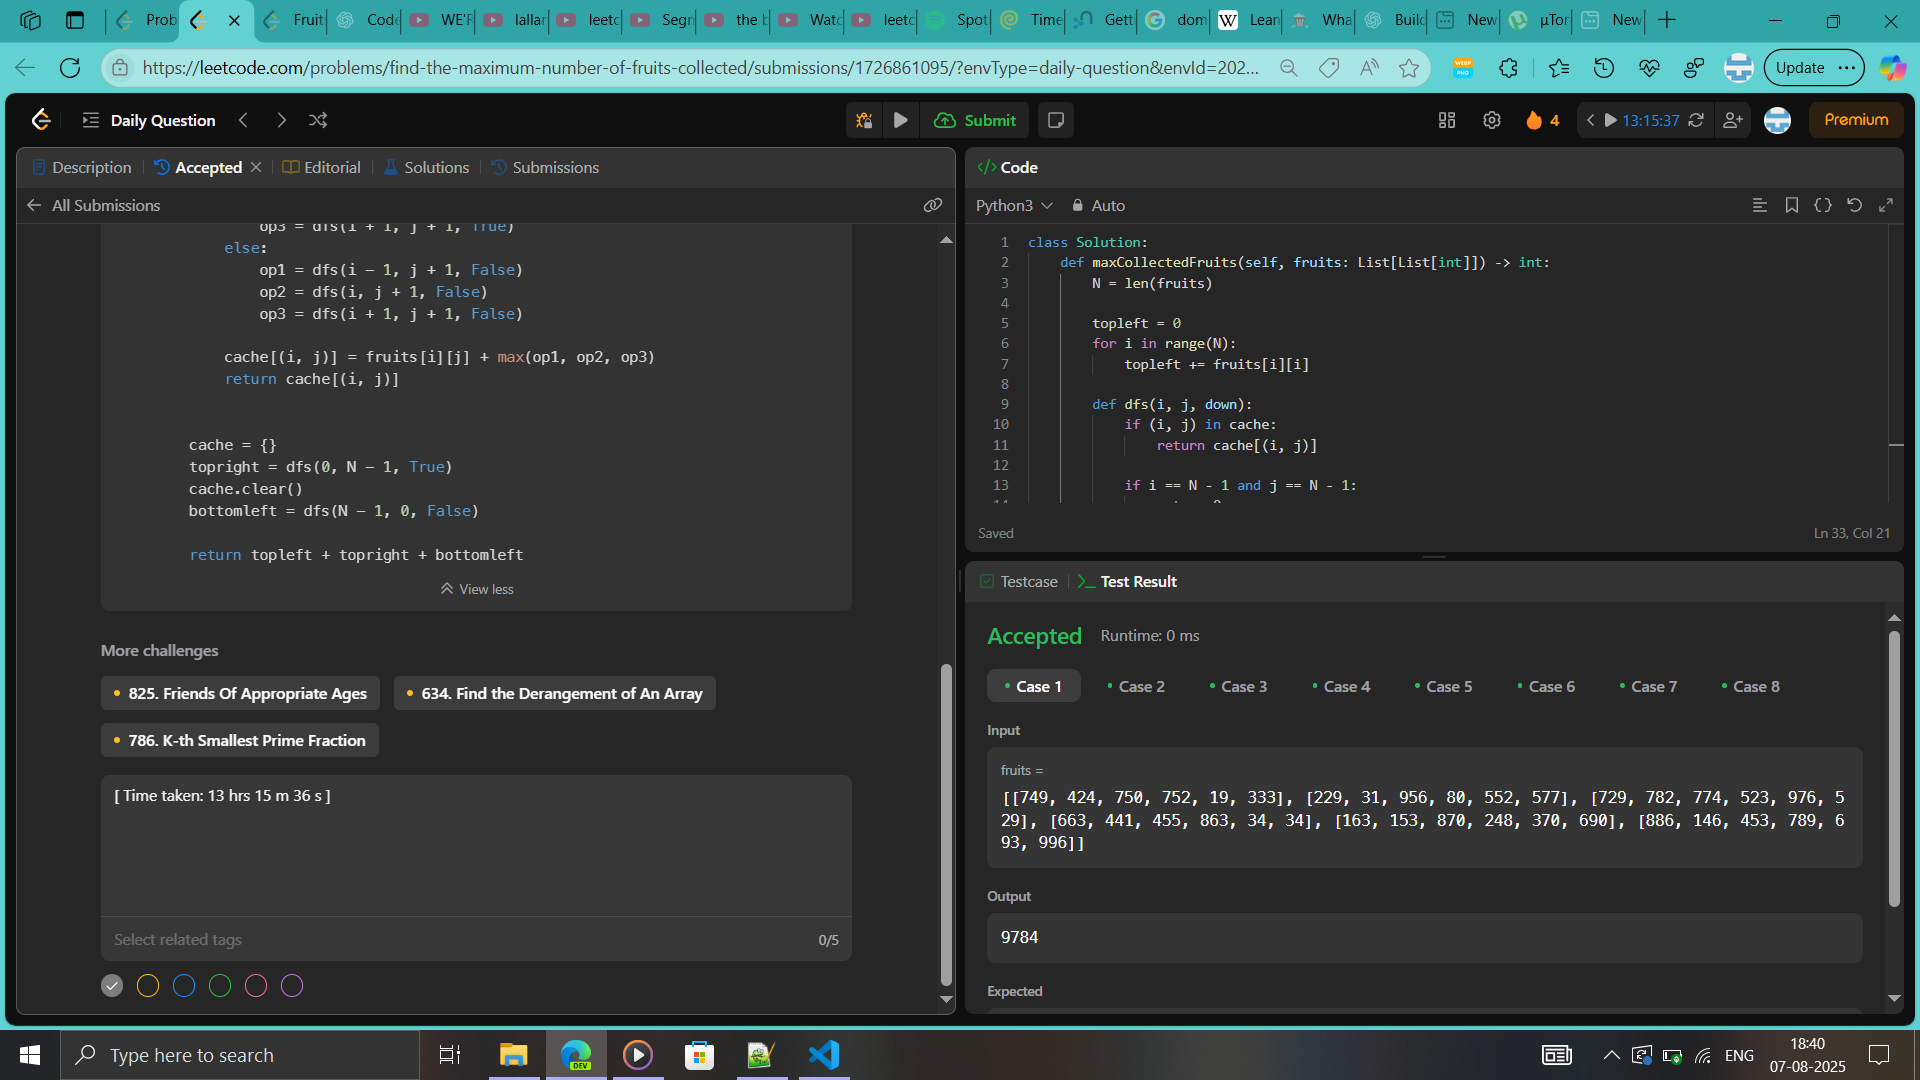 Prob
Fruit
Code
WE'R
lallar
leetc
Segn
the b
Watc
leetc
Spot
Time
Gett
dom
Lear
Wha
Build
New
µTor
New
https://leetcode.com/problems/find-the-maximum-number-of-fruits-collected/submissions/1726861095/?envType=daily-question&envId=202...
Update
Daily Question
Submit
4
13:15:37
Premium
Description
Accepted
Editorial
Solutions
Submissions
All Submissions
op3 = dfs(i + 1, j + 1, True)
else:
op1 = dfs(i - 1, j + 1, False)
op2 = dfs(i, j + 1, False)
op3 = dfs(i + 1, j + 1, False)
cache[(i, j)] = fruits[i][j] + max(op1, op2, op3)
return cache[(i, j)]
cache = {}
topright = dfs(0, N - 1, True)
cache.clear()
bottomleft = dfs(N - 1, 0, False)
return topleft + topright + bottomleft
View less
More challenges
825. Friends Of Appropriate Ages
634. Find the Derangement of An Array
786. K-th Smallest Prime Fraction
[ Time taken: 13 hrs 15 m 36 s ]
Select related tags
0/5
</> Code
Python3
Auto
1 class Solution:
2 def maxCollectedFruits(self, fruits: List[List[int]]) -> int:
3 N = len(fruits)
4
5 topleft = 0
6 for i in range(N):
7 topleft += fruits[i][i]
8
9 def dfs(i, j, down):
10 if (i, j) in cache:
11 return cache[(i, j)]
12
13 if i == N - 1 and j == N - 1:
Saved
Ln 33, Col 21
Testcase
Test Result
Accepted
Runtime: 0 ms
Case 1
Case 2
Case 3
Case 4
Case 5
Case 6
Case 7
Case 8
Input
fruits =
[[749, 424, 750, 752, 19, 333], [229, 31, 956, 80, 552, 577], [729, 782, 774, 523, 976, 5
29], [663, 441, 455, 863, 34, 34], [163, 153, 870, 248, 370, 690], [886, 146, 453, 789, 6
93, 996]]
Output
9784
Expected
Type here to search
DEV
ENG
18:40
07-08-2025